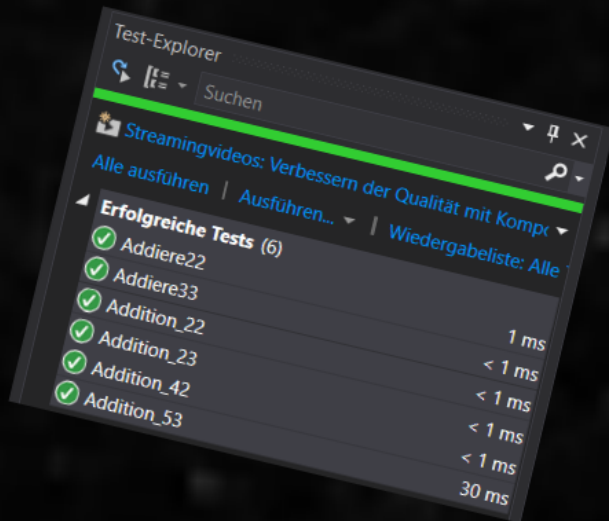 Test-Explorer
Suchen
Streamingvideos: Verbessern der Qualität mit Kompo
Alle ausführen | Ausführen... | Wiedergabeliste: Alle
Erfolgreiche Tests (6)
Addiere22 1 ms
Addiere33 < 1 ms
Addition_22 < 1 ms
Addition_23 < 1 ms
Addition_42 < 1 ms
Addition_53 30 ms